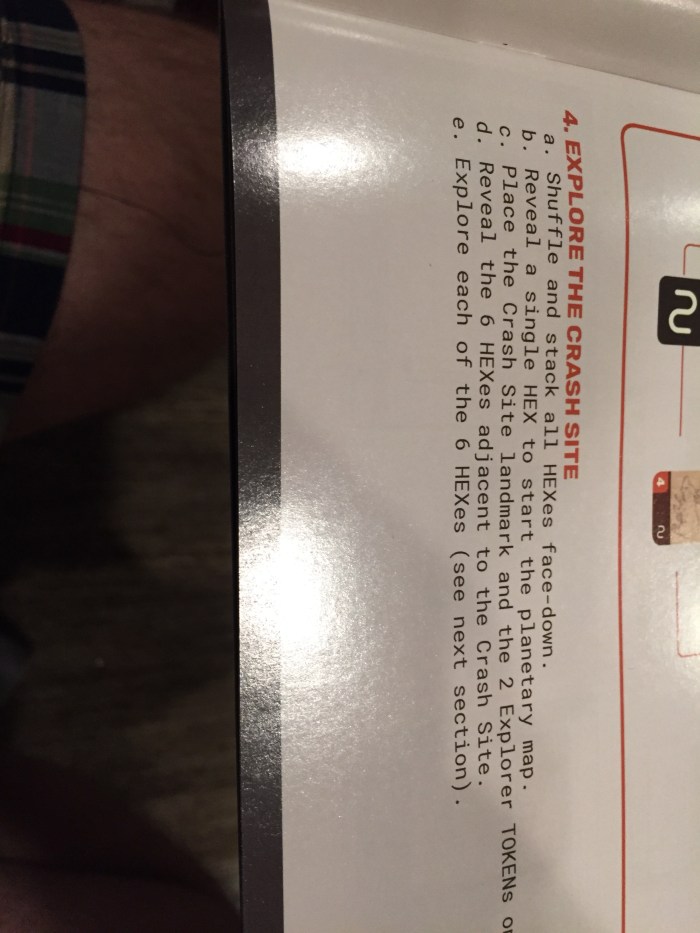 4. EXPLORE THE CRASH SITE
a. Shuffle and stack all HEXes face-down.
b. Reveal a single HEX to start the planetary map.
c. Place the Crash Site landmark and the 2 Explorer TOKENs
d. Reveal the 6 HEXes adjacent to the Crash Site.
e. Explore each of the 6 HEXes (see next section).
4